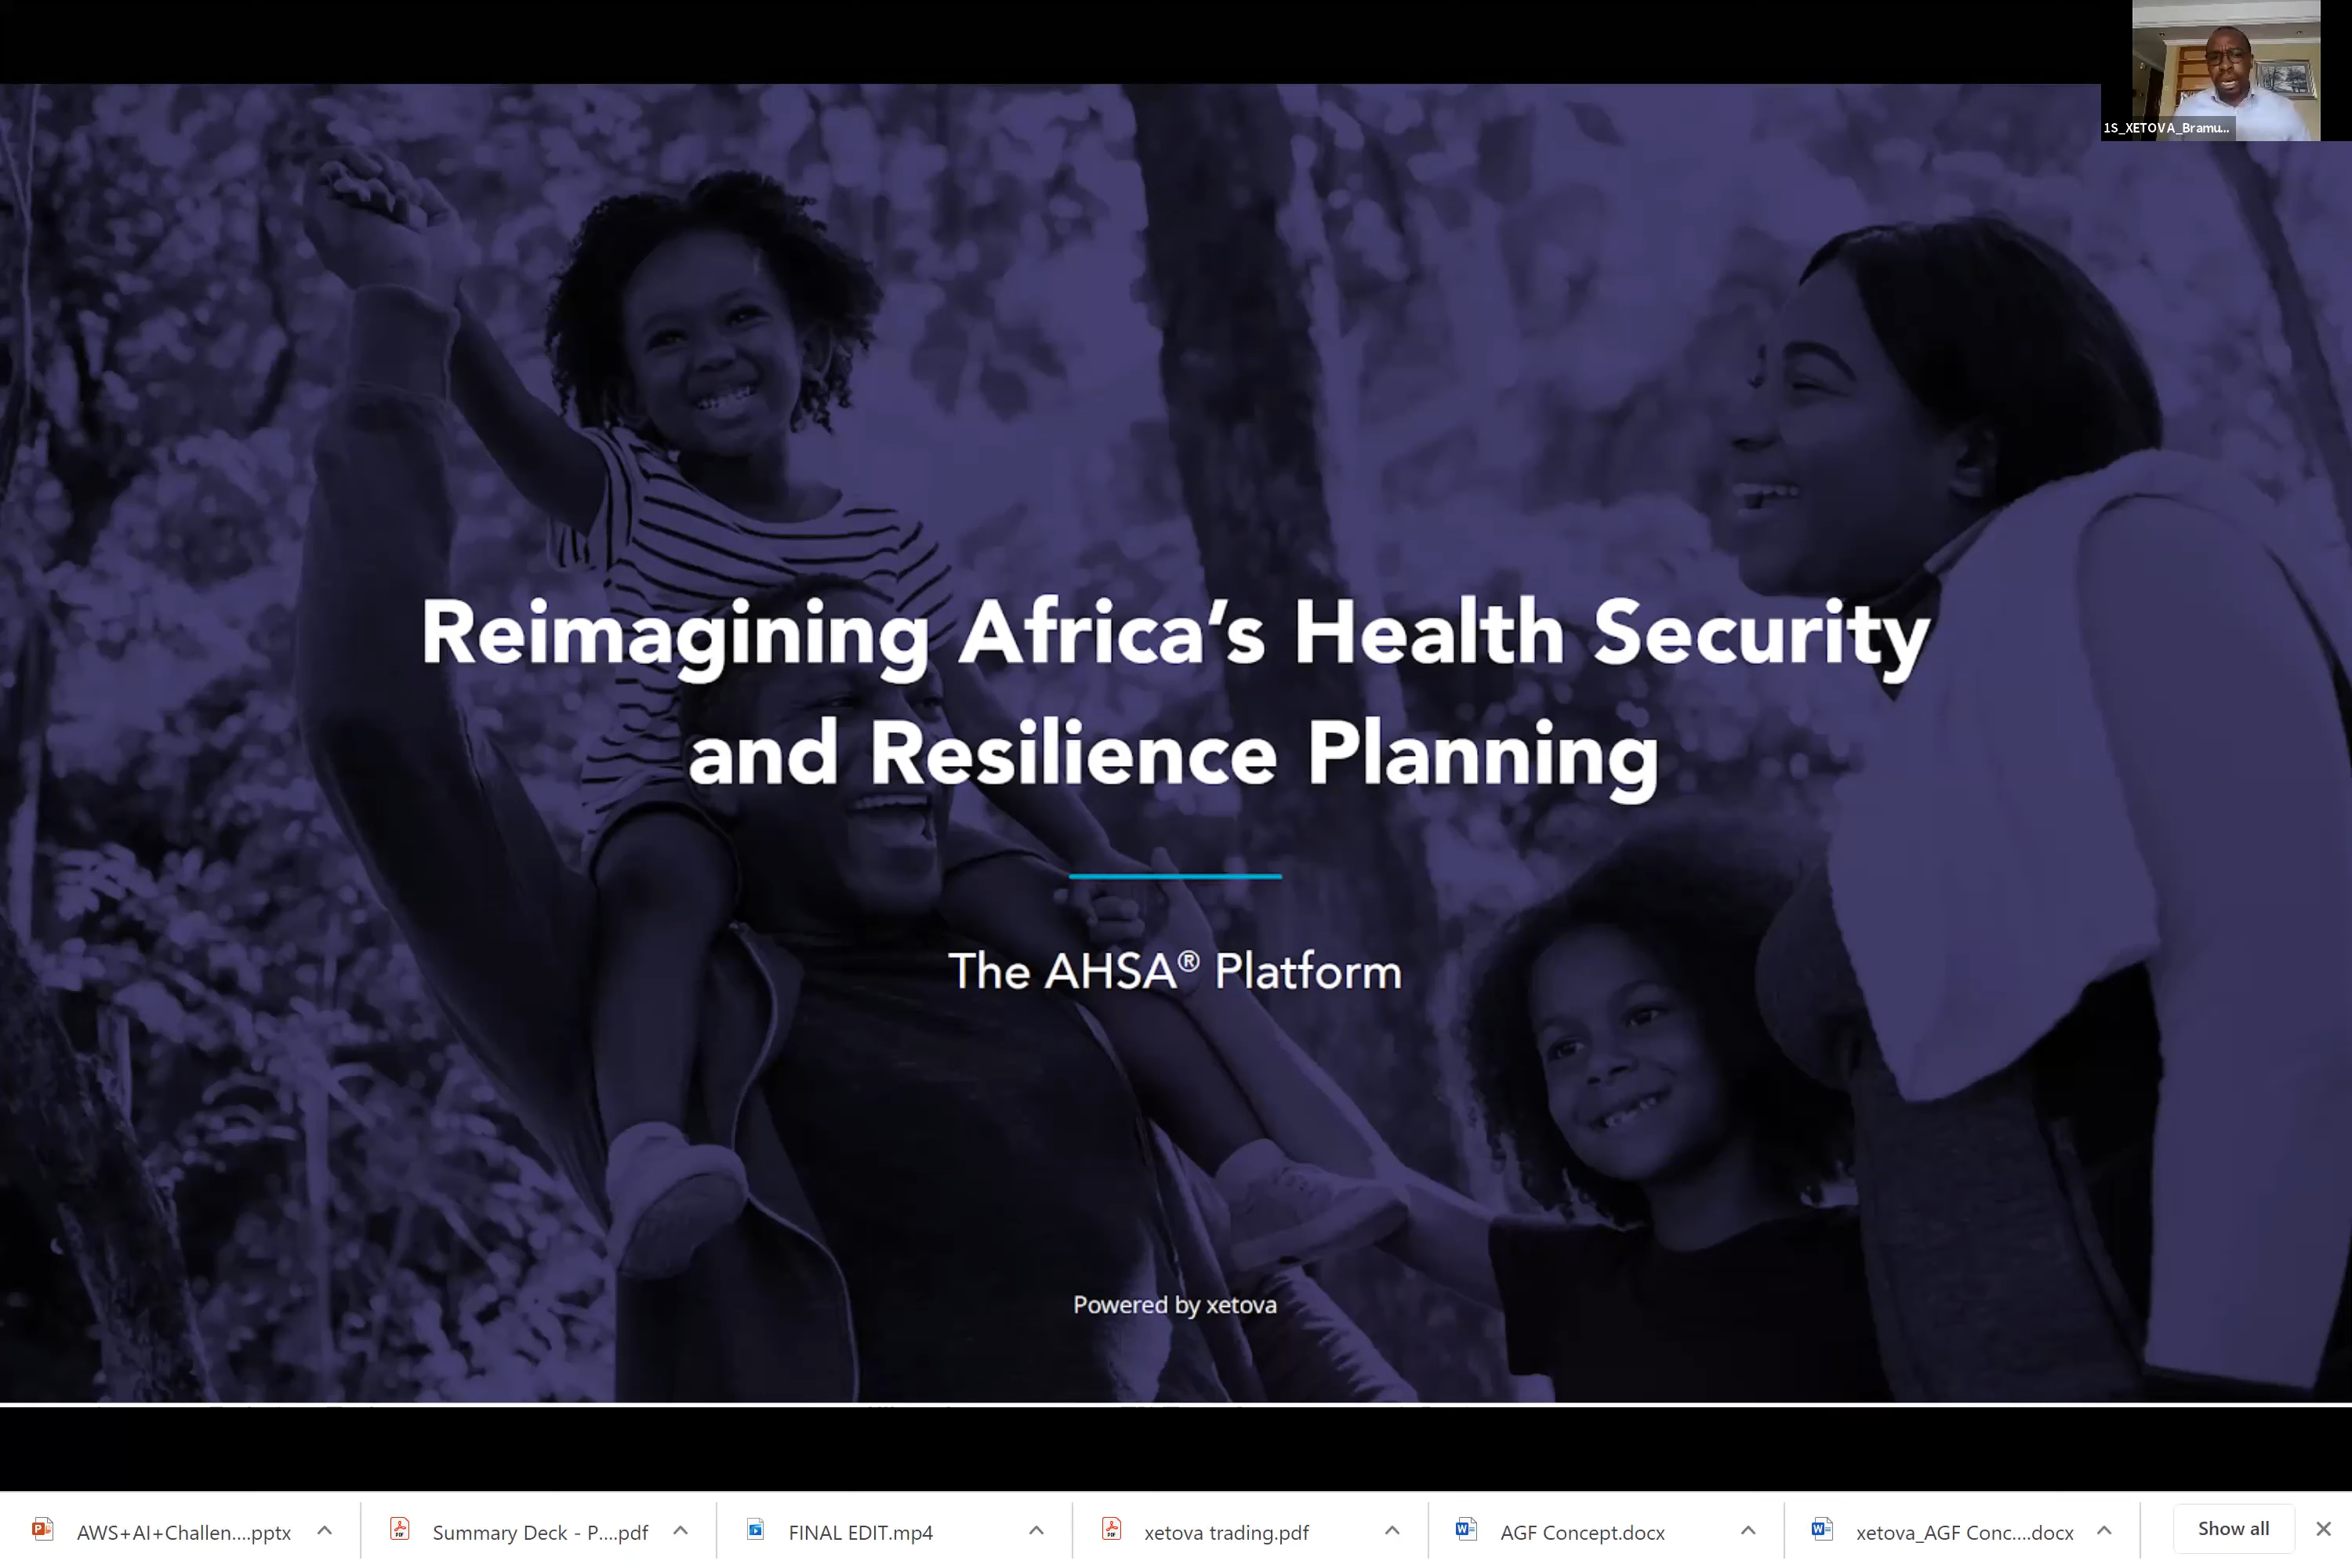 1S_XETOVA_Bramu...
Reimagining Africa’s Health Security
and Resilience Planning
The AHSA® Platform
Powered by xetova
AWS+AI+Challen....pptx
Summary Deck - P....pdf
FINAL EDIT.mp4
xetova trading.pdf
AGF Concept.docx
xetova_AGF Conc....docx
Show all